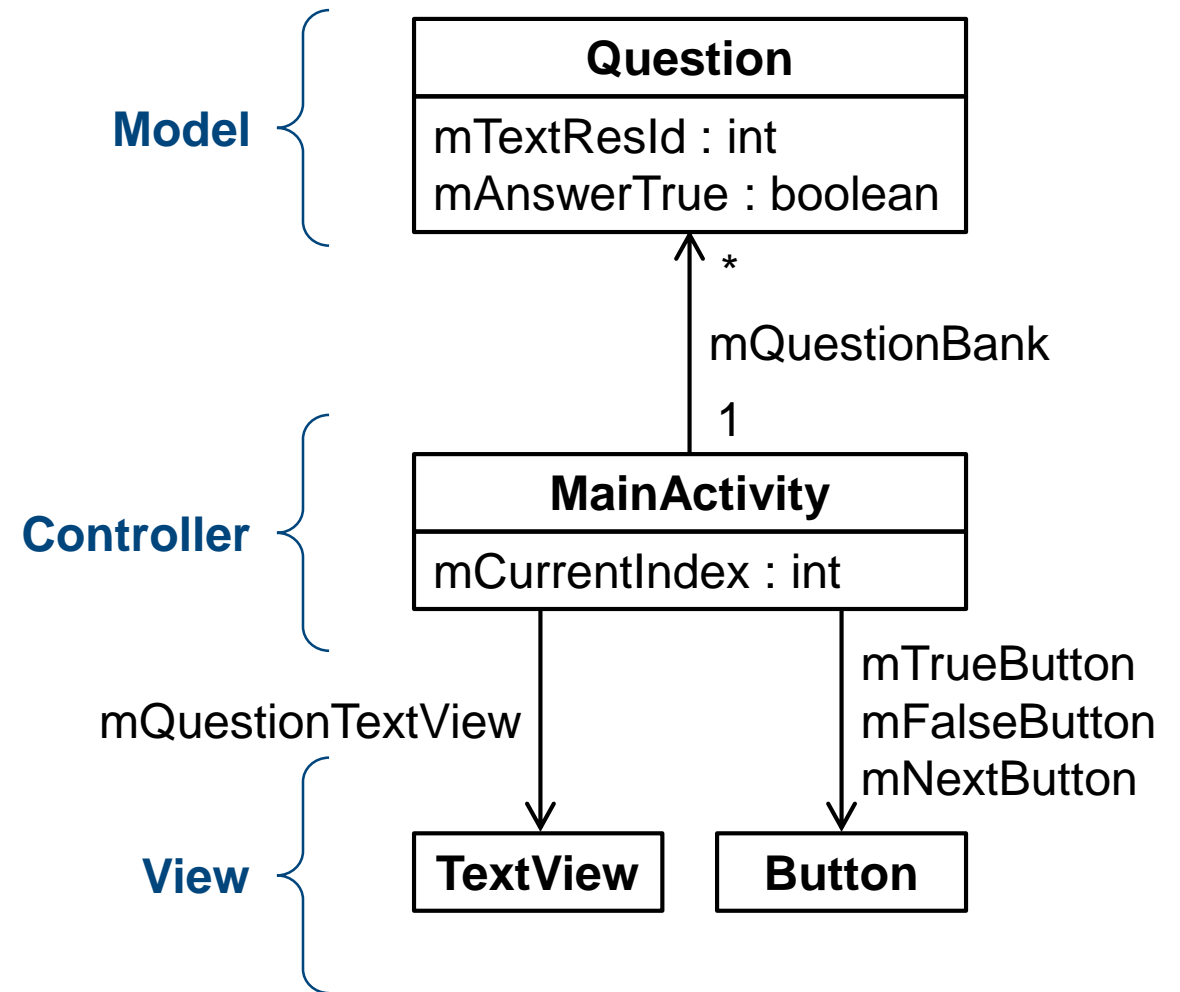 Question
Model
mTextResId : int
mAnswerTrue : boolean
*
mQuestionBank
1
MainActivity
Controller
mCurrentIndex : int
mTrueButton
mQuestionTextView
mFalseButton
mNextButton
View
TextView
Button